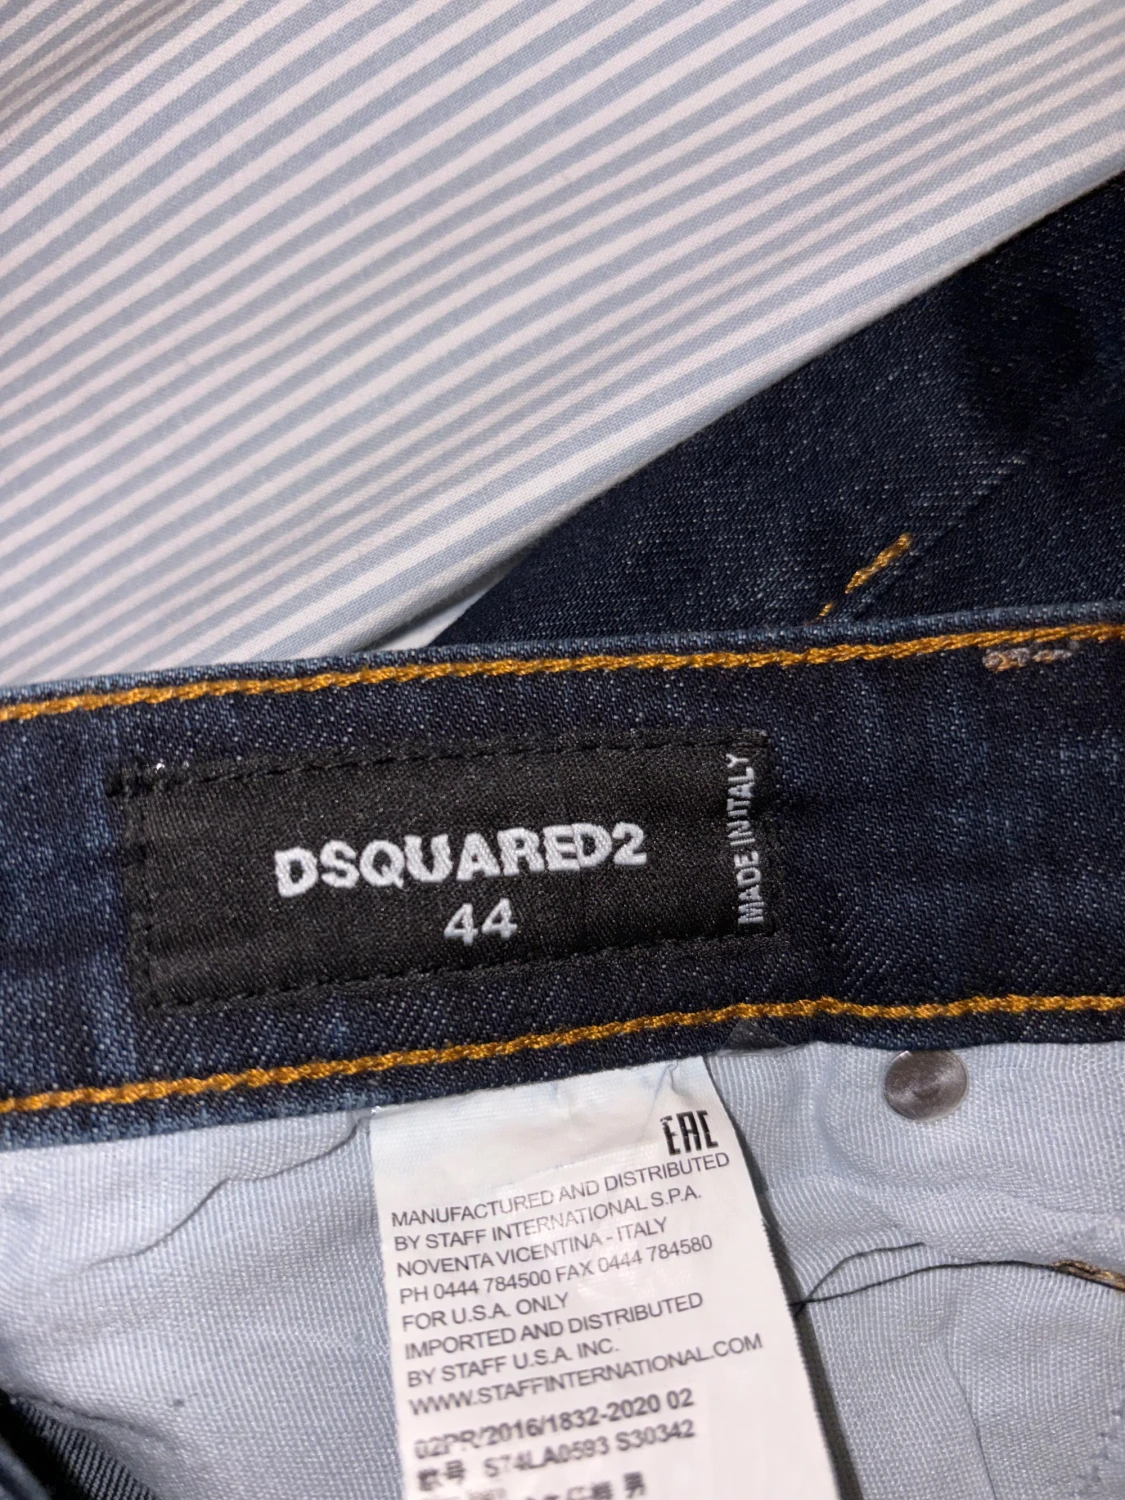 DSQUARED2
44
MADE IN ITALY
EAC
MANUFACTURED AND DISTRIBUTED
BY STAFF INTERNATIONAL S.P.A.
NOVENTA VICENTINA - ITALY
PH 0444 784500 FAX 0444 784580
FOR U.S.A. ONLY
IMPORTED AND DISTRIBUTED
BY STAFF U.S.A. INC.
WWW.STAFFINTERNATIONAL.COM
02PR/2016/1832-2020 02
款号 S74LA0593 S30342